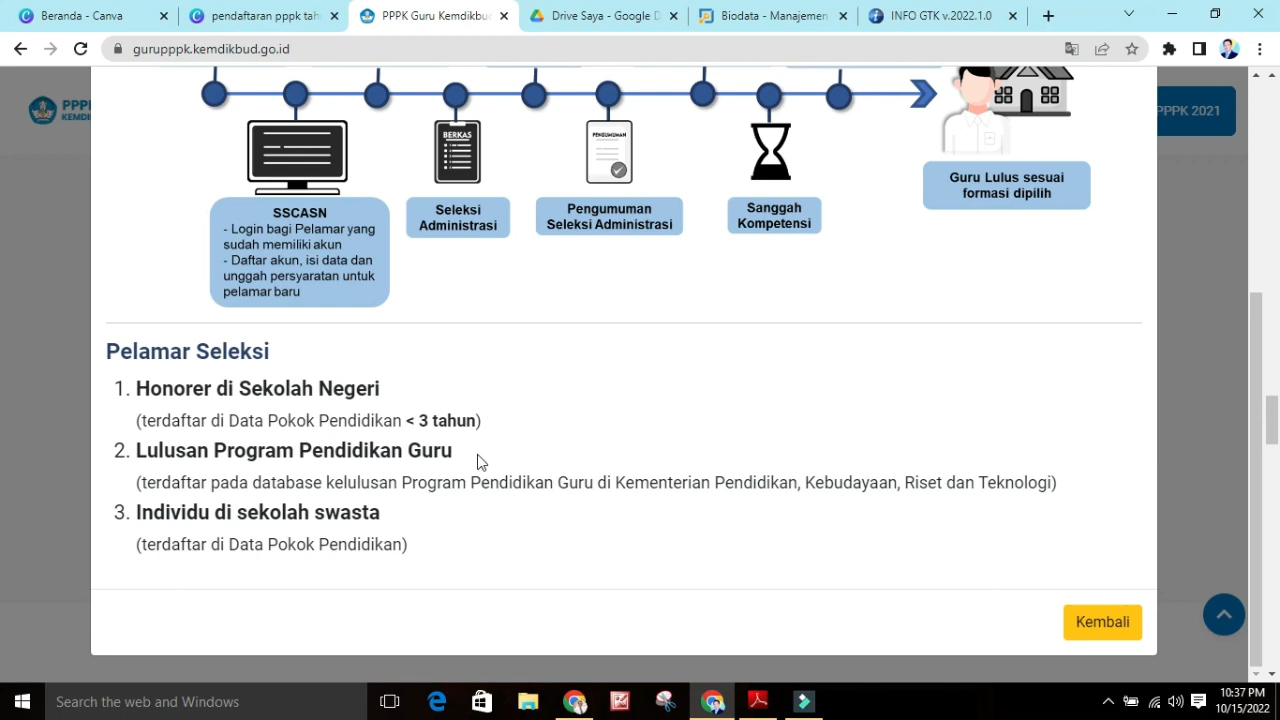 Beranda - Canva
pendaftaran pppk tah
PPPK Guru Kemdikbu
Drive Saya - Google D
Biodata - Manajemen
INFO GTK v.2022.1.0
gurupppk.kemdikbud.go.id
PPPK 2021
BERKAS
PENGUMUMAN
SSCASN
- Login bagi Pelamar yang
sudah memiliki akun
- Daftar akun, isi data dan
unggah persyaratan untuk
pelamar baru
Seleksi
Administrasi
Pengumuman
Seleksi Administrasi
Sanggah
Kompetensi
Guru Lulus sesuai
formasi dipilih
Pelamar Seleksi
1. Honorer di Sekolah Negeri
(terdaftar di Data Pokok Pendidikan < 3 tahun)
2. Lulusan Program Pendidikan Guru
(terdaftar pada database kelulusan Program Pendidikan Guru di Kementerian Pendidikan, Kebudayaan, Riset dan Teknologi)
3. Individu di sekolah swasta
(terdaftar di Data Pokok Pendidikan)
Kembali
Search the web and Windows
10:37 PM
10/15/2022